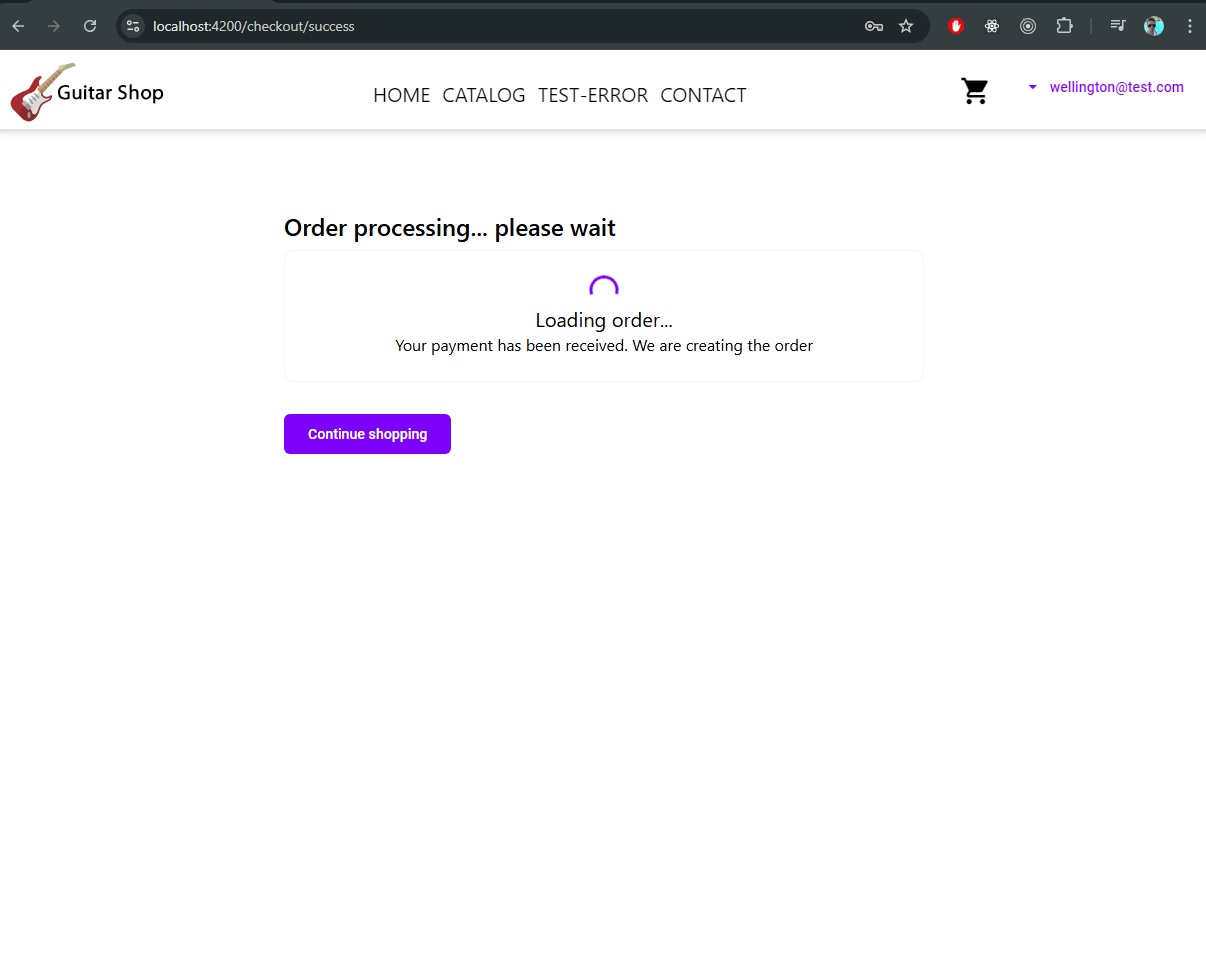 localhost:4200/checkout/success
Guitar Shop
HOME CATALOG TEST-ERROR CONTACT
wellington@test.com
Order processing... please wait
Loading order...
Your payment has been received. We are creating the order
Continue shopping